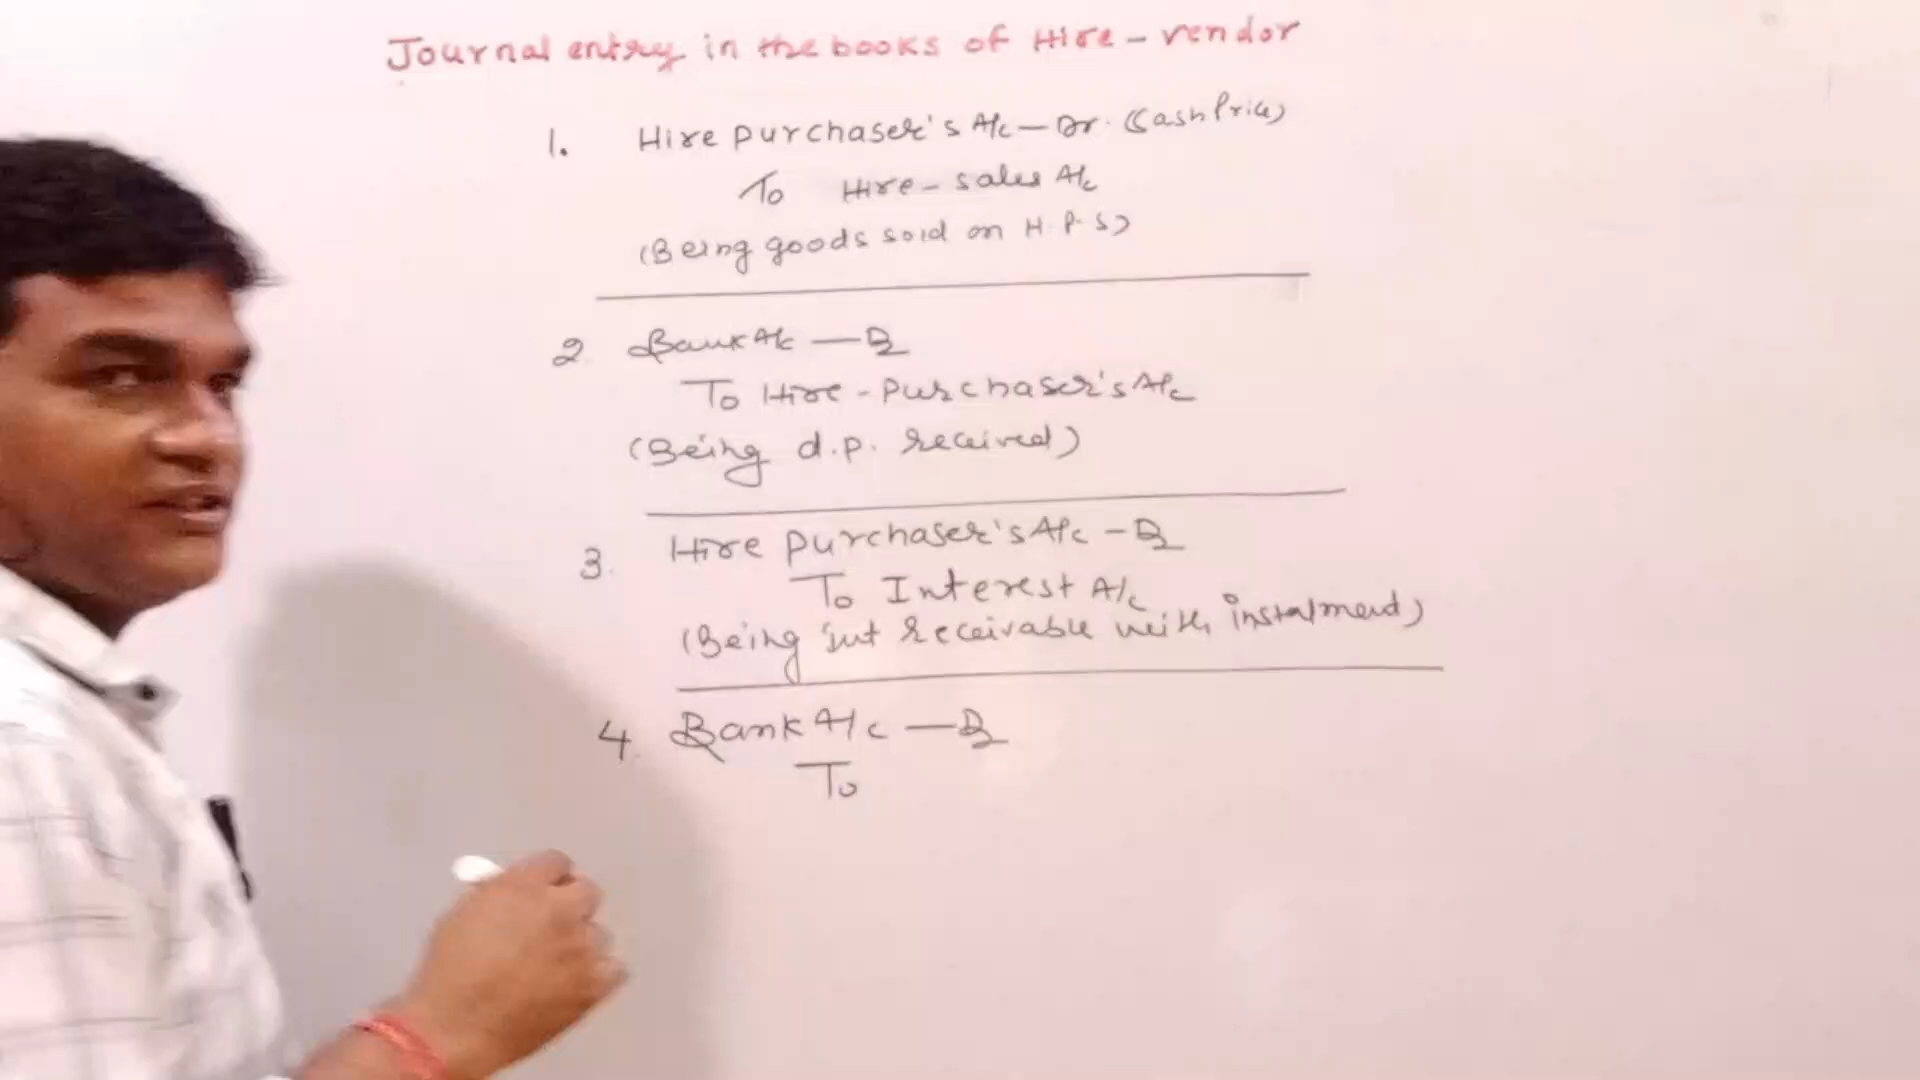 Journal entry in the books of Hire - vendor
1. Hire purchaser's A/c — Dr. (Cash Price)
To Hire - sales A/c
(Being goods sold on H.P.S)
2. Bank A/c — Dr
To Hire - Purchaser's A/c
(Being d.p. received)
3. Hire purchaser's A/c - Dr
To Interest A/c
(Being int receivable with instalment)
4. Bank A/c — Dr
To